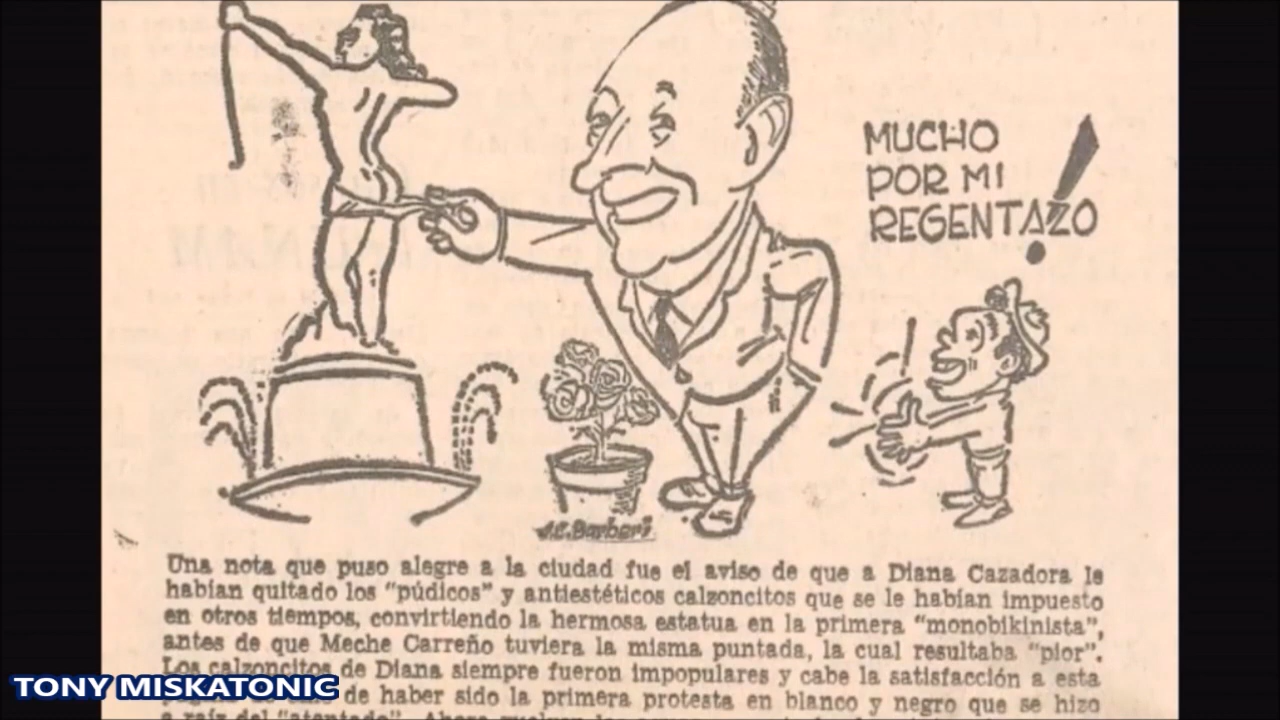 MUCHO
POR MI
REGENTAZO!
J.C. Barberi
Una nota que puso alegre a la ciudad fue el aviso de que a Diana Cazadora le
habían quitado los "púdicos" y antiestéticos calzoncitos que se le habían impuesto
en otros tiempos, convirtiendo la hermosa estatua en la primera "monobikinista",
antes de que Meche Carreño tuviera la misma puntada, la cual resultaba "pior".
Los calzoncitos de Diana siempre fueron impopulares y cabe la satisfacción a esta
de haber sido la primera protesta en blanco y negro que se hizo
a raíz del "atentado".
TONY MISKATONIC